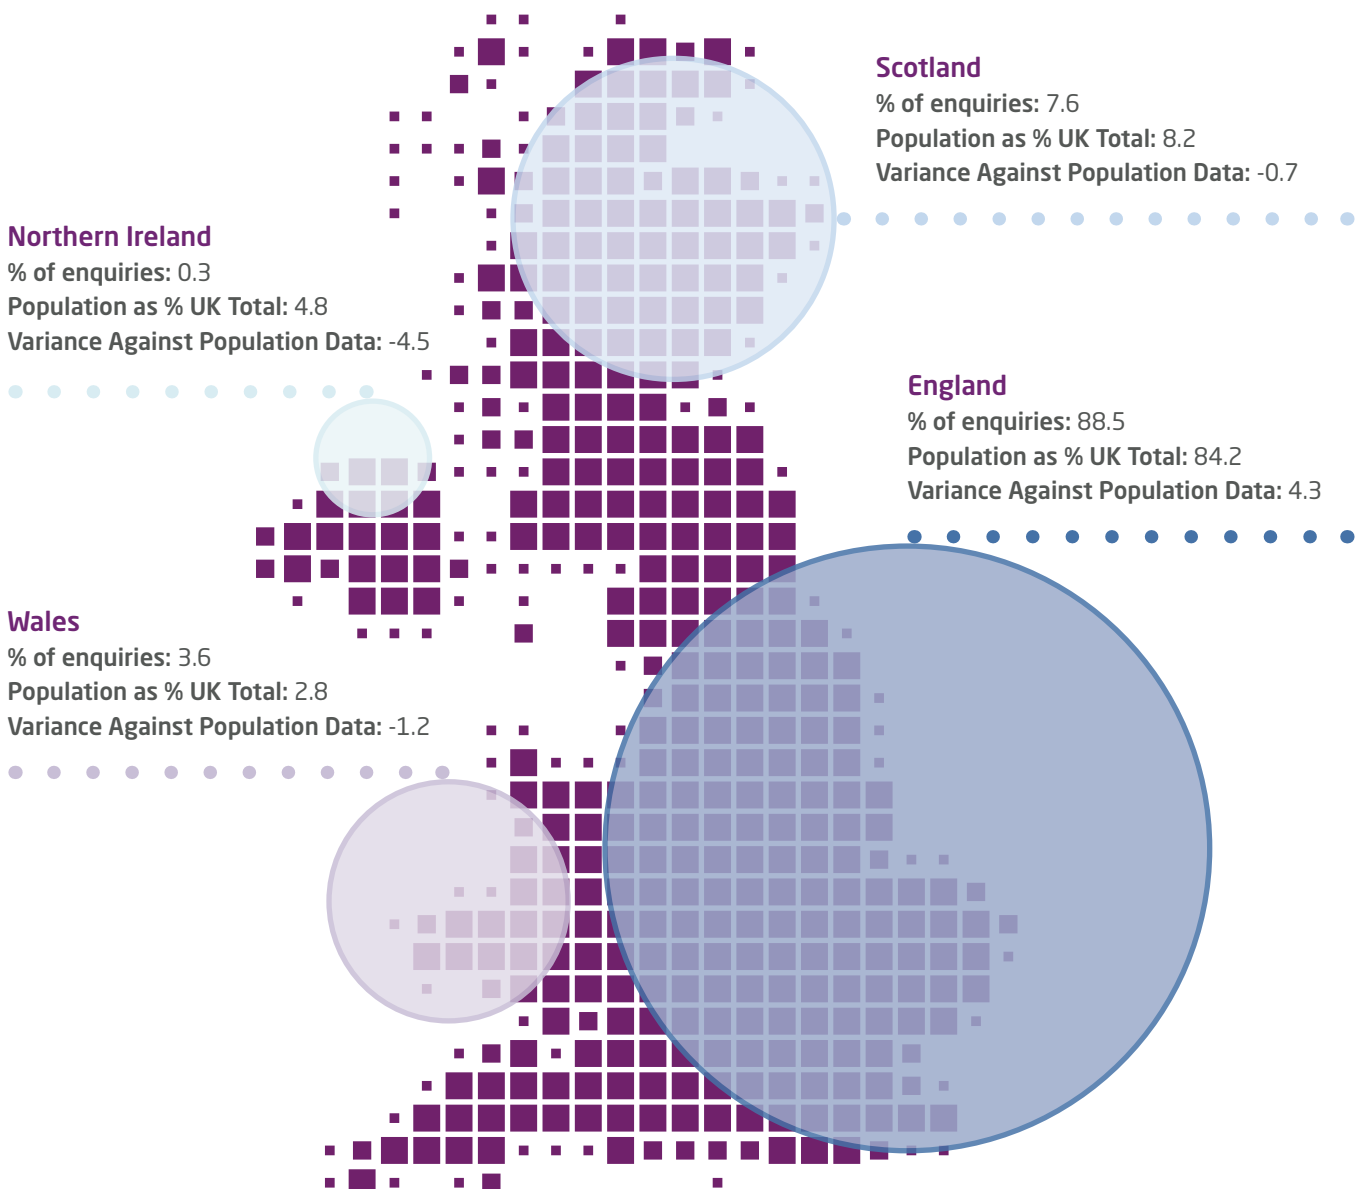 Scotland
% of enquiries: 7.6
Population as % UK Total: 8.2
Variance Against Population Data: -0.7
Northern Ireland
% of enquiries: 0.3
Population as % UK Total: 4.8
Variance Against Population Data: -4.5
England
% of enquiries: 88.5
Population as % UK Total: 84.2
Variance Against Population Data: 4.3
Wales
% of enquiries: 3.6
Population as % UK Total: 2.8
Variance Against Population Data: -1.2